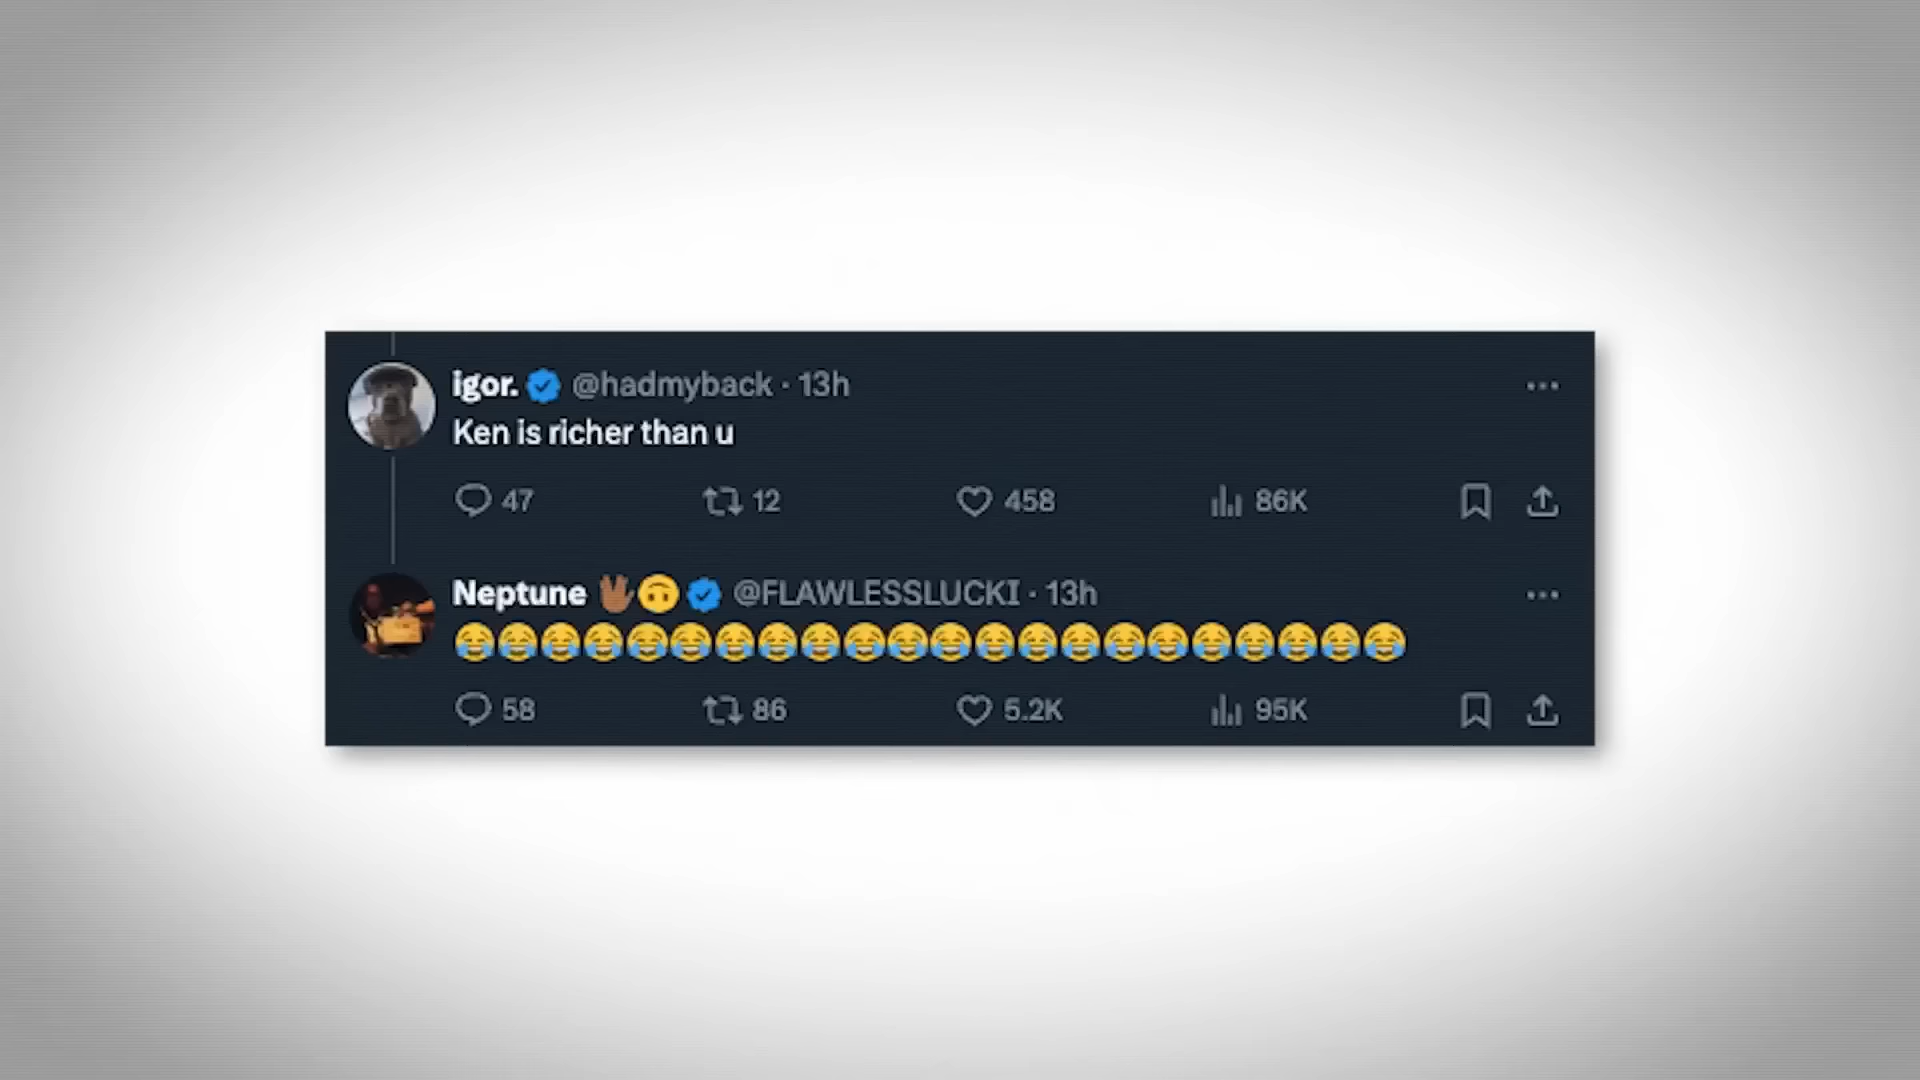 igor. @hadmyback · 13h
Ken is richer than u
47 12 458 86K
Neptune 🖖🏾🙃 @FLAWLESSLUCKI · 13h
😂😂😂😂😂😂😂😂😂😂😂😂😂😂😂😂😂😂😂😂😂😂
58 86 5.2K 95K